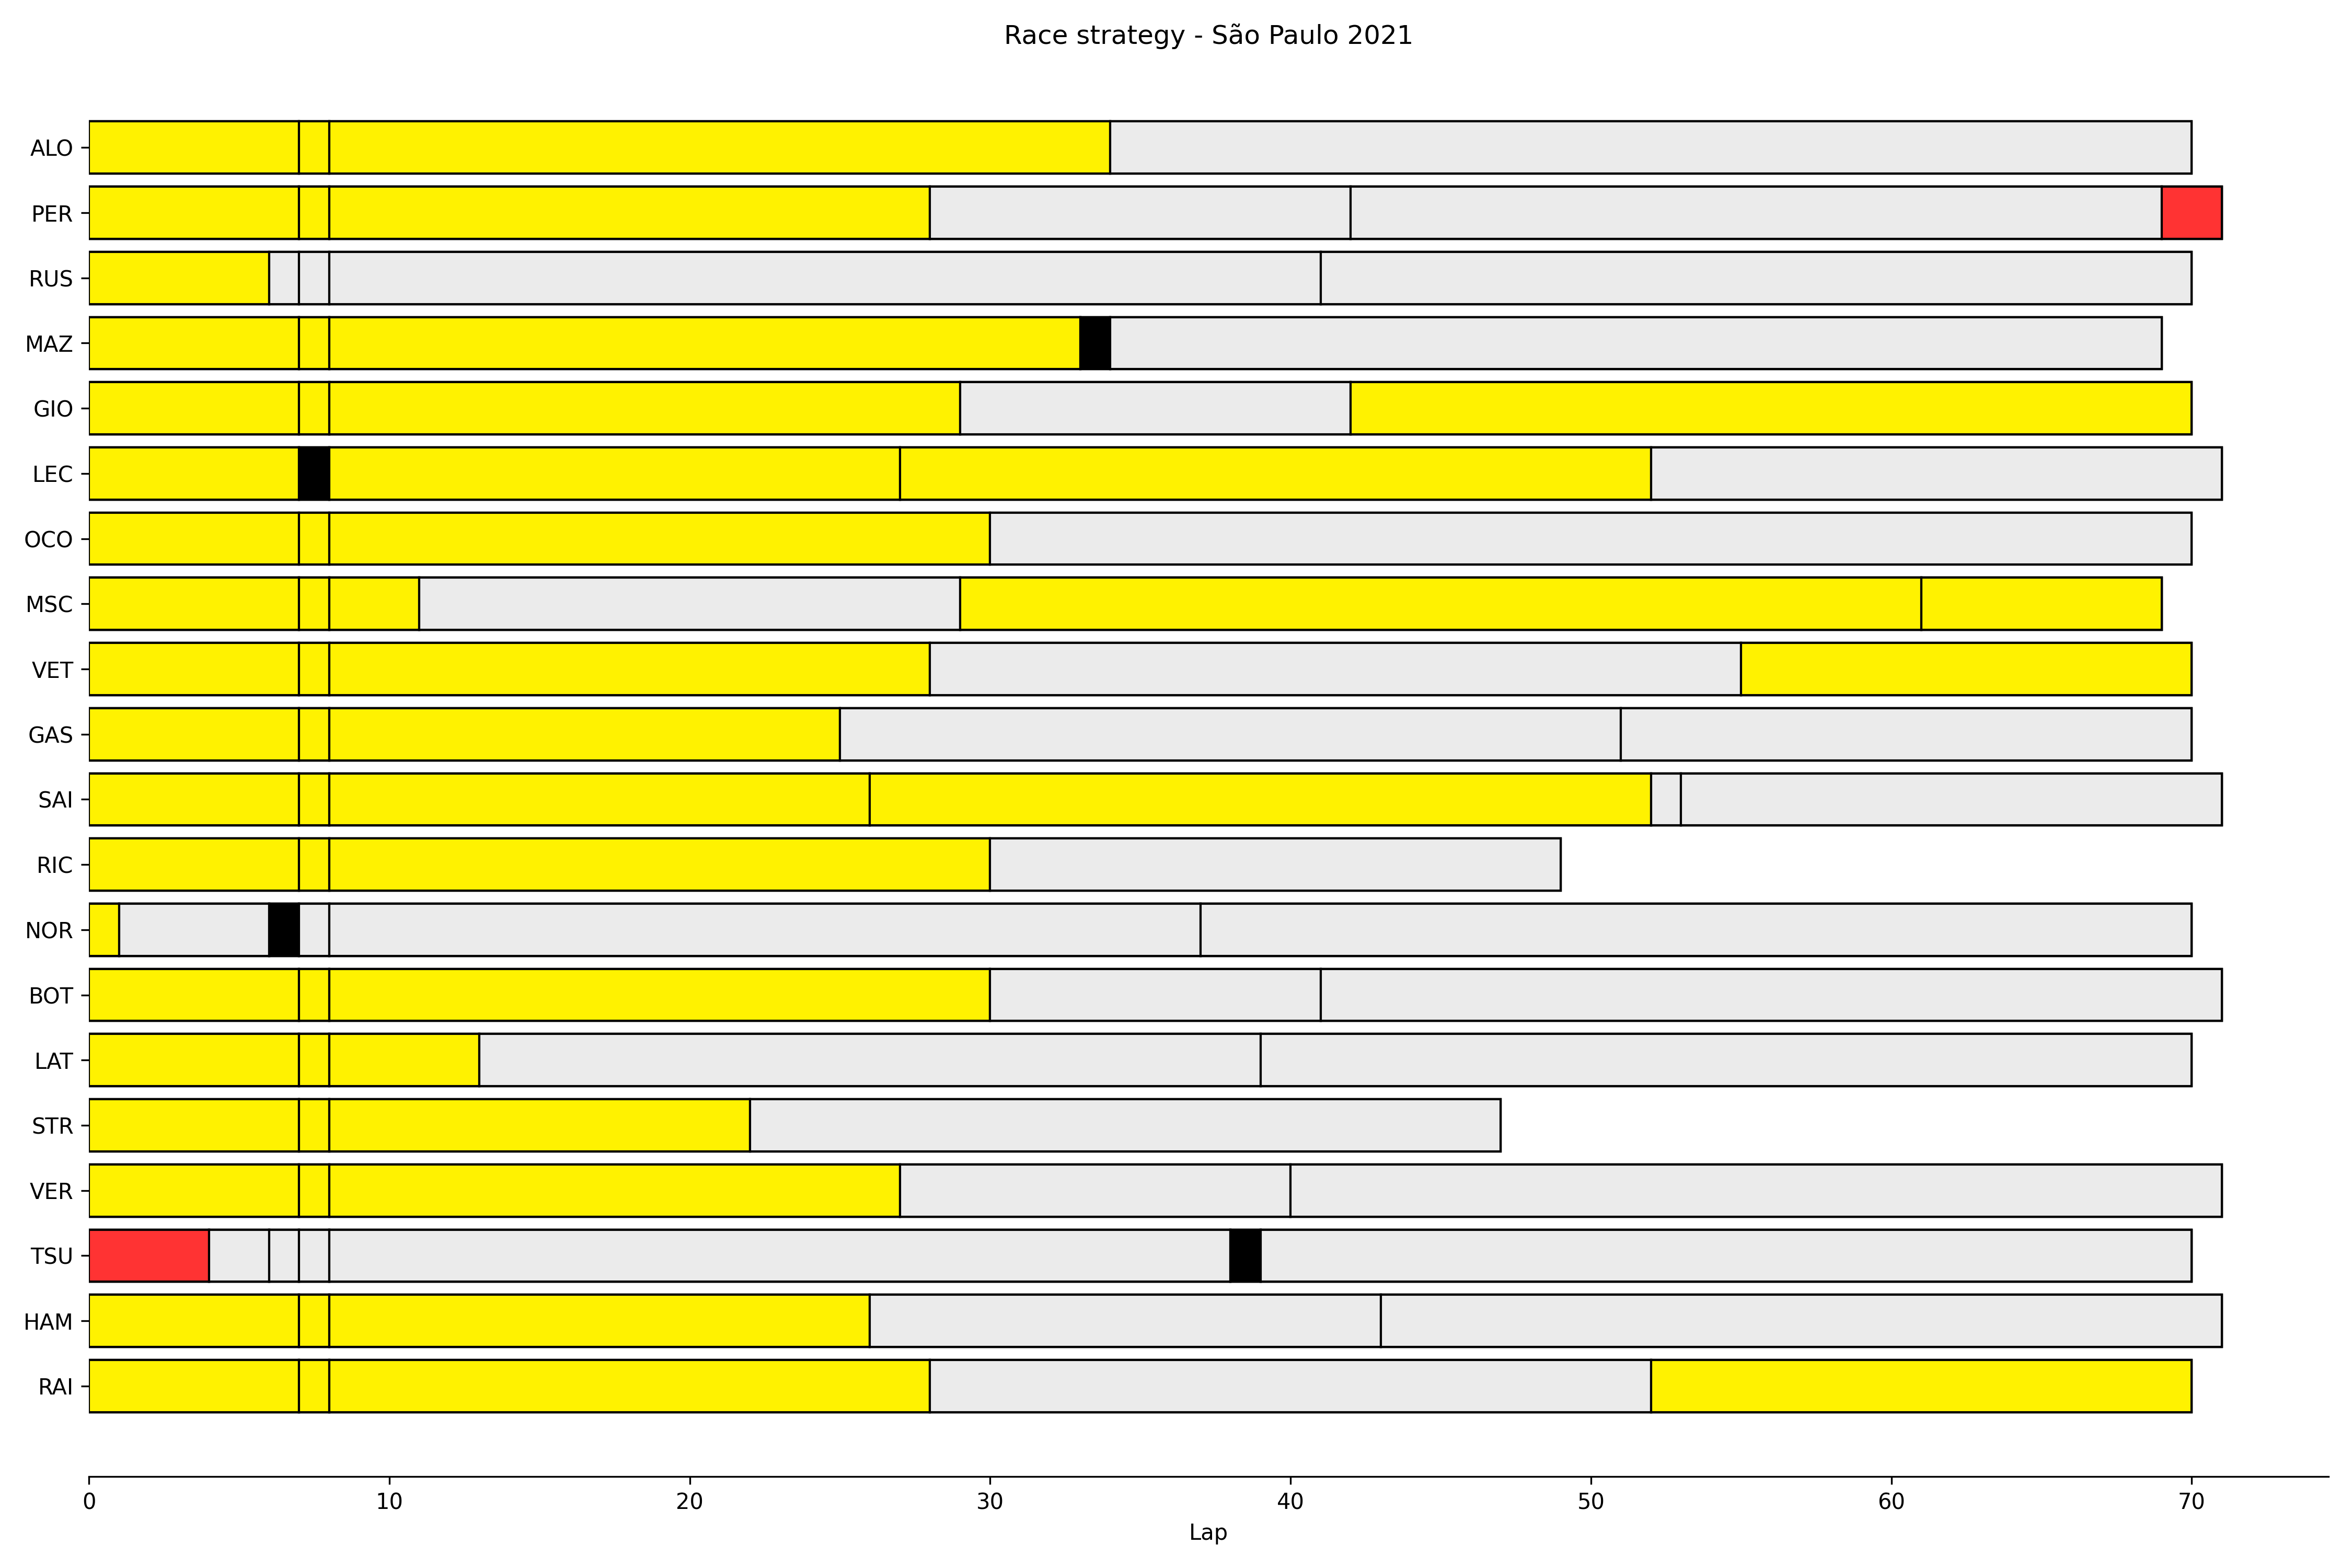 Race strategy - São Paulo 2021
ALO
PER
RUS
MAZ
GIO
LEC
OCO
MSC
VET
GAS
SAI
RIC
NOR
BOT
LAT
STR
VER
TSU
HAM
RAI
0 10 20 30 40 50 60 70
Lap